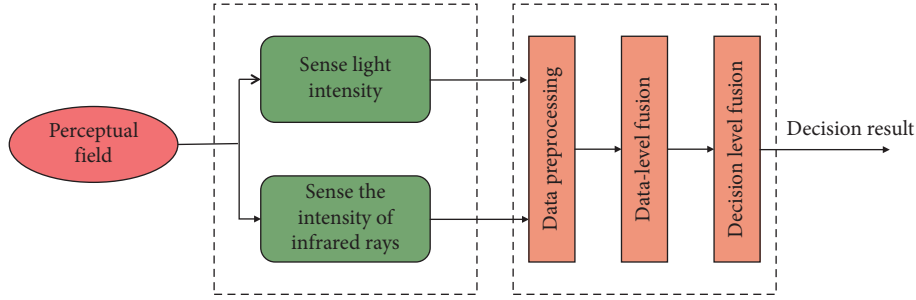 Perceptual
field
Sense light
intensity
Sense the
intensity of
infrared rays
Data preprocessing
Data-level fusion
Decision level fusion
Decision result